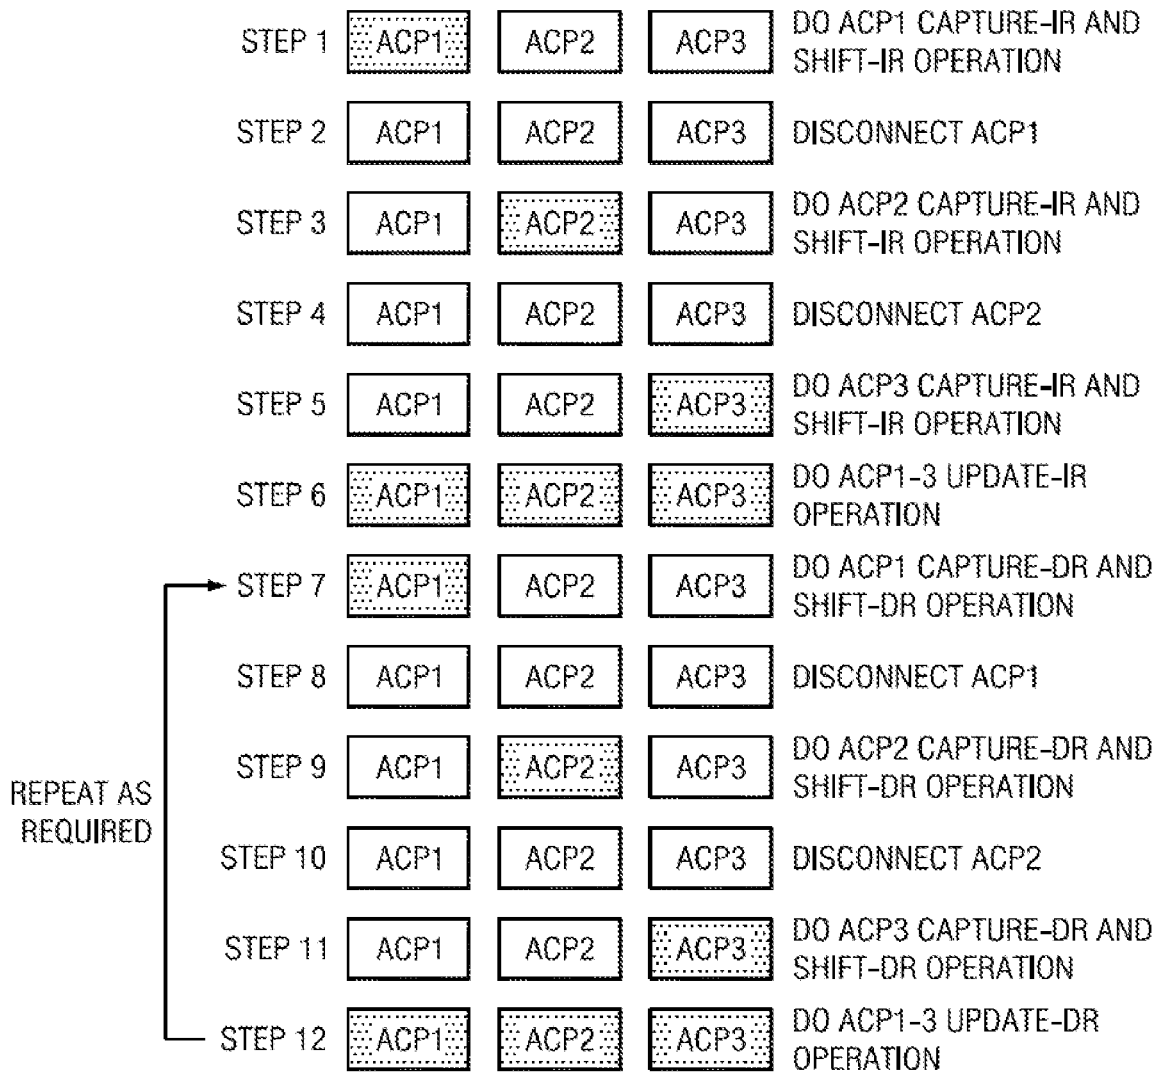 STEP 1 ACP1 ACP2 ACP3 DO ACP1 CAPTURE-IR AND
SHIFT-IR OPERATION
STEP 2 ACP1 ACP2 ACP3 DISCONNECT ACP1
STEP 3 ACP1 ACP2 ACP3 DO ACP2 CAPTURE-IR AND
SHIFT-IR OPERATION
STEP 4 ACP1 ACP2 ACP3 DISCONNECT ACP2
STEP 5 ACP1 ACP2 ACP3 DO ACP3 CAPTURE-IR AND
SHIFT-IR OPERATION
STEP 6 ACP1 ACP2 ACP3 DO ACP1-3 UPDATE-IR
OPERATION
STEP 7 ACP1 ACP2 ACP3 DO ACP1 CAPTURE-DR AND
SHIFT-DR OPERATION
STEP 8 ACP1 ACP2 ACP3 DISCONNECT ACP1
STEP 9 ACP1 ACP2 ACP3 DO ACP2 CAPTURE-DR AND
SHIFT-DR OPERATION
REPEAT AS
REQUIRED
STEP 10 ACP1 ACP2 ACP3 DISCONNECT ACP2
STEP 11 ACP1 ACP2 ACP3 DO ACP3 CAPTURE-DR AND
SHIFT-DR OPERATION
STEP 12 ACP1 ACP2 ACP3 DO ACP1-3 UPDATE-DR
OPERATION